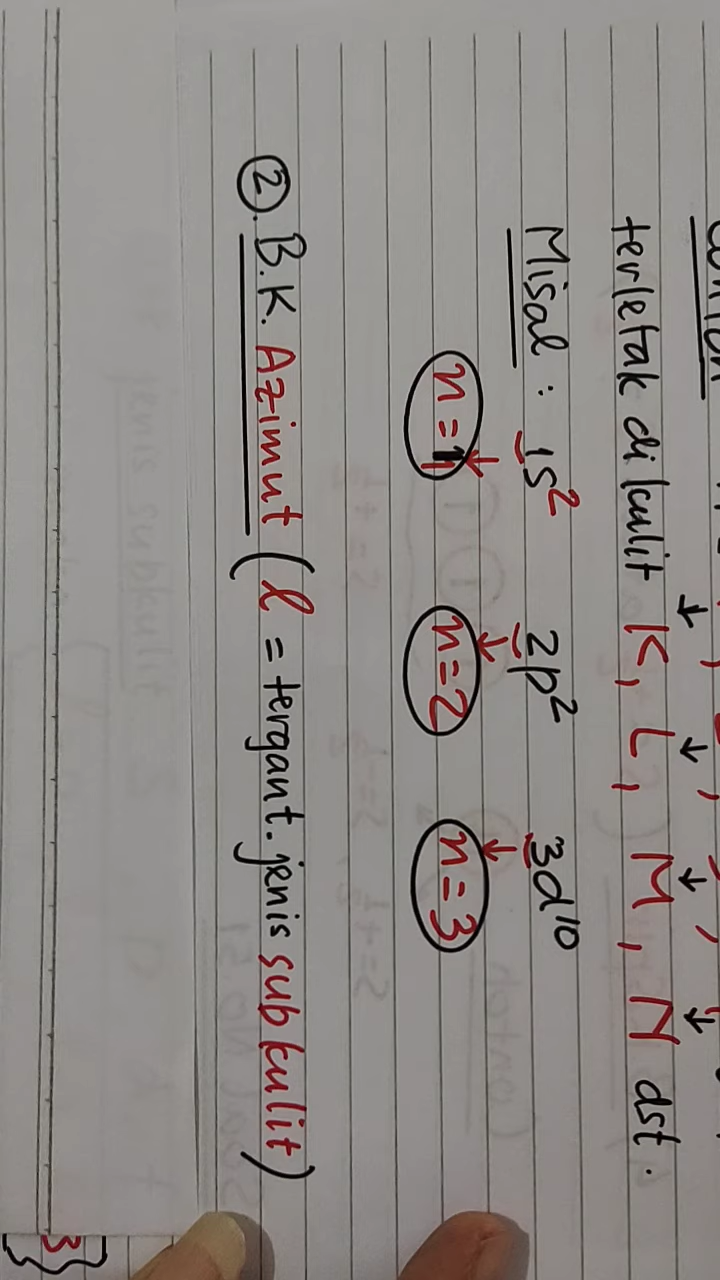 terletak di kulit K, L, M, N dst.
Misal : 1s² 2p² 3d¹⁰
n = 1 n = 2 n = 3
②. B.K. Azimut (l = tergant. jenis subkulit)